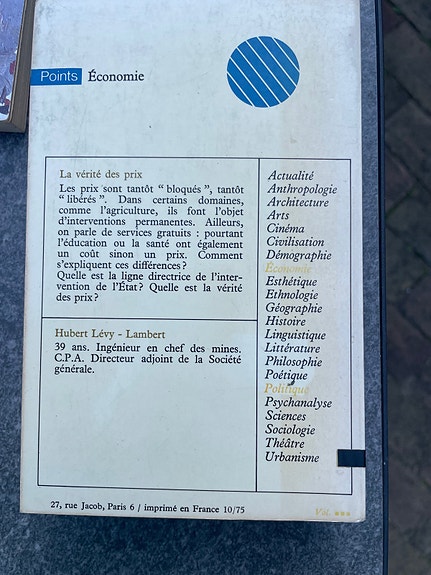 Points Économie
La vérité des prix
Les prix sont tantôt “ bloqués ”, tantôt
“ libérés ”. Dans certains domaines,
comme l'agriculture, ils font l'objet
d'interventions permanentes. Ailleurs,
on parle de services gratuits : pourtant
l'éducation ou la santé ont également
un coût sinon un prix. Comment
s'expliquent ces différences ?
Quelle est la ligne directrice de l'inter-
vention de l'État ? Quelle est la vérité
des prix ?
Hubert Lévy - Lambert
39 ans. Ingénieur en chef des mines.
C.P.A. Directeur adjoint de la Société
générale.
Actualité
Anthropologie
Architecture
Arts
Cinéma
Civilisation
Démographie
Économie
Esthétique
Ethnologie
Géographie
Histoire
Linguistique
Littérature
Philosophie
Poétique
Politique
Psychanalyse
Sciences
Sociologie
Théâtre
Urbanisme
27, rue Jacob, Paris 6 / imprimé en France 10/75
Vol. ***